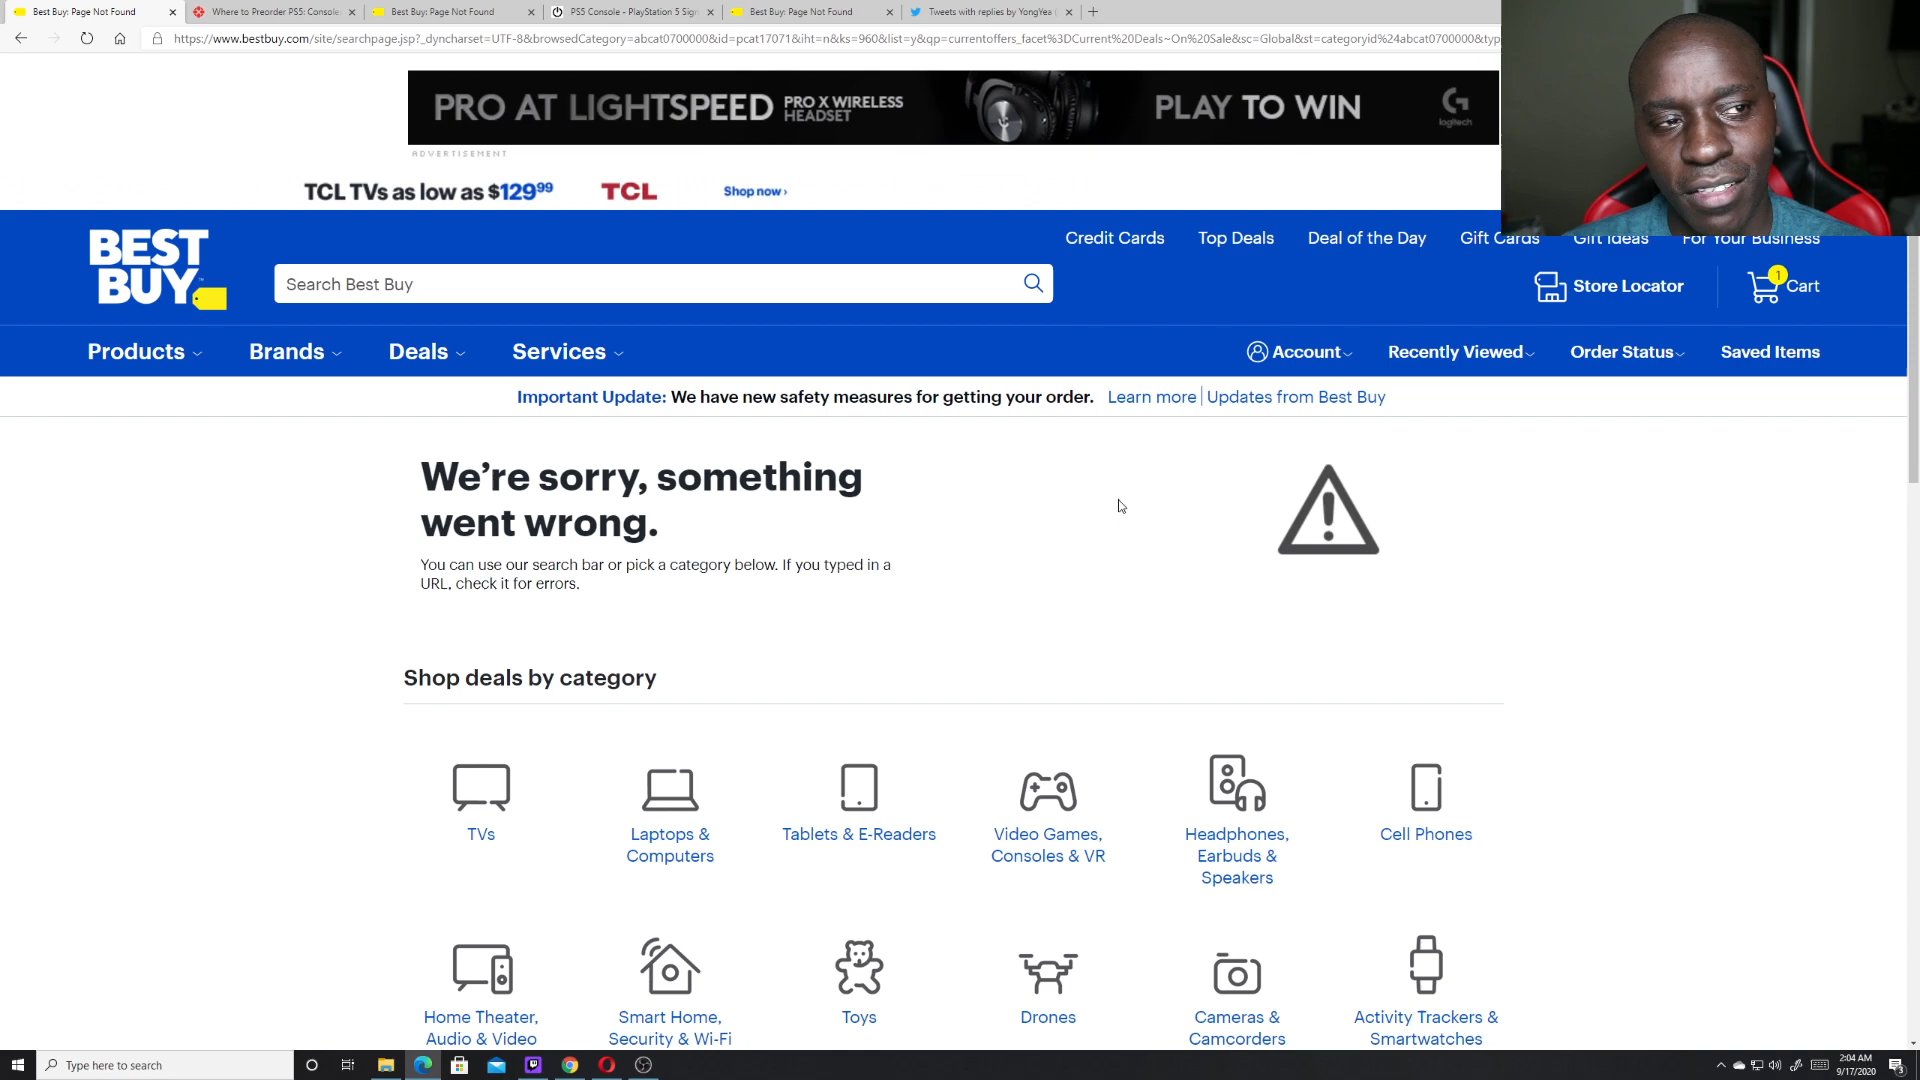 Best Buy: Page Not Found
Where to Preorder PS5: Console
Best Buy: Page Not Found
PS5 Console - PlayStation 5 Sign
Best Buy: Page Not Found
Tweets with replies by YongYea (
https://www.bestbuy.com/site/searchpage.jsp?_dyncharset=UTF-8&browsedCategory=abcat0700000&id=pcat17071&iht=n&ks=960&list=y&qp=currentoffers_facet%3DCurrent%20Deals~On%20Sale&sc=Global&st=categoryid%24abcat0700000&typ
PRO AT LIGHTSPEED PRO X WIRELESS HEADSET PLAY TO WIN
logitech
ADVERTISEMENT
TCL TVs as low as $129.99 TCL Shop now ›
BEST BUY
Search Best Buy
Credit Cards Top Deals Deal of the Day Gift Cards Gift Ideas For Your Business
Store Locator 1 Cart
Products Brands Deals Services Account Recently Viewed Order Status Saved Items
Important Update: We have new safety measures for getting your order. Learn more | Updates from Best Buy
We’re sorry, something
went wrong.
You can use our search bar or pick a category below. If you typed in a
URL, check it for errors.
Shop deals by category
TVs
Laptops &
Computers
Tablets & E-Readers
Video Games,
Consoles & VR
Headphones,
Earbuds &
Speakers
Cell Phones
Home Theater,
Audio & Video
Smart Home,
Security & Wi-Fi
Toys
Drones
Cameras &
Camcorders
Activity Trackers &
Smartwatches
Type here to search
2:04 AM
9/17/2020
3